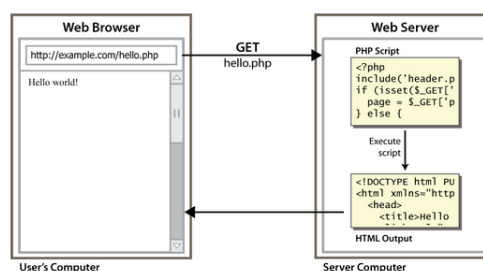 Web Browser
http://example.com/hello.php
Hello world!
User's Computer
GET
hello.php
Web Server
PHP Script
<?php
include('header.p
if (isset($_GET['
page = $_GET['p
} else {
Execute
script
<!DOCTYPE html PU
<html xmlns="http
<head>
<title>Hello
HTML Output
Server Computer